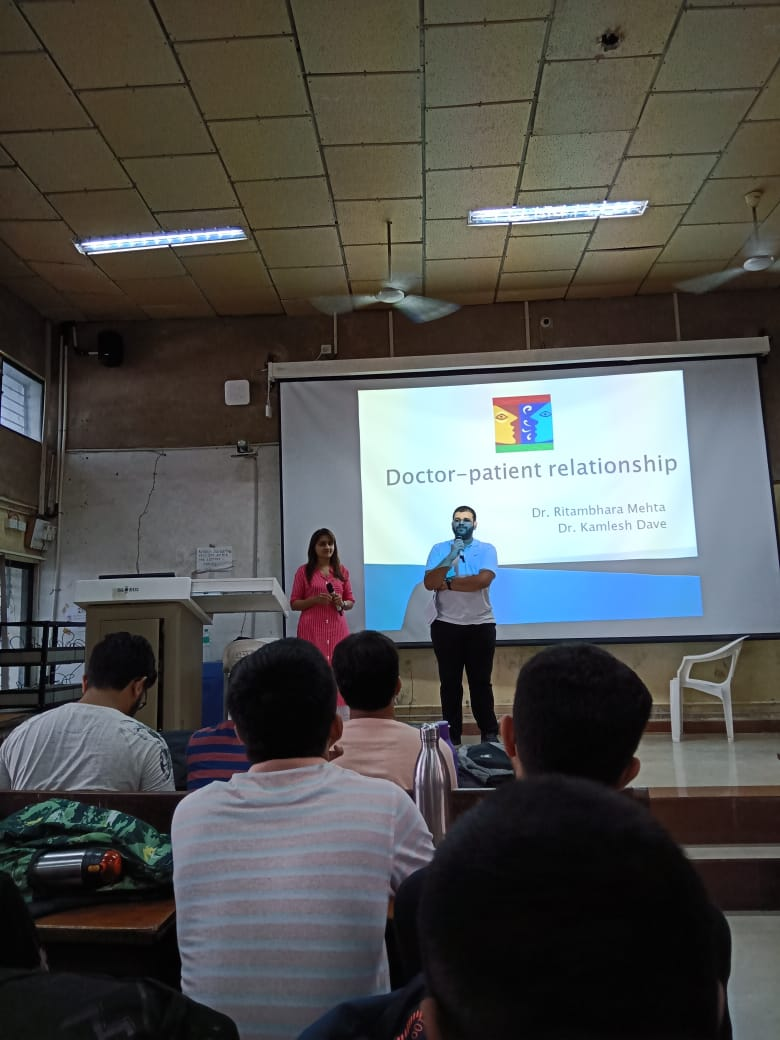 Doctor-patient relationship
Dr. Ritambhara Mehta
Dr. Kamlesh Dave